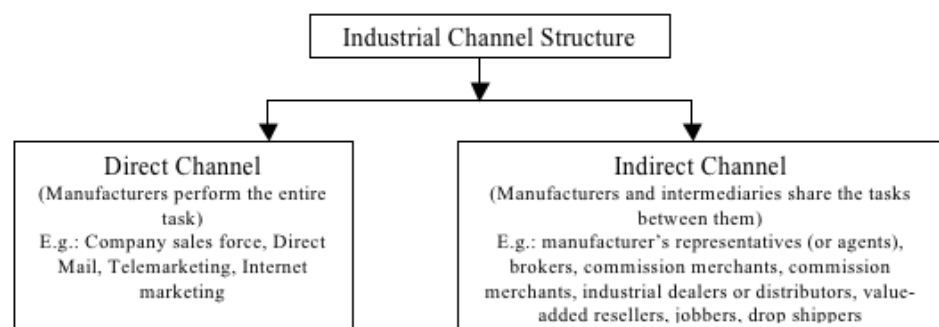 Industrial Channel Structure
Direct Channel
(Manufacturers perform the entire
task)
E.g.: Company sales force, Direct
Mail, Telemarketing, Internet
marketing
Indirect Channel
(Manufacturers and intermediaries share the tasks
between them)
E.g.: manufacturer's representatives (or agents),
brokers, commission merchants, commission
merchants, industrial dealers or distributors, value-
added resellers, jobbers, drop shippers